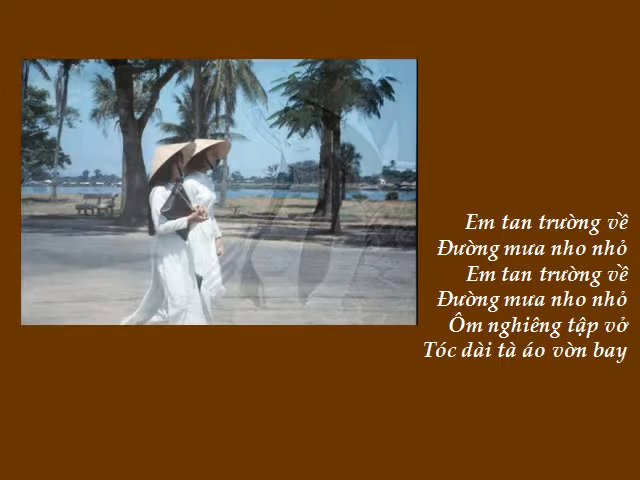 Em tan trường về
Đường mưa nho nhỏ
Em tan trường về
Đường mưa nho nhỏ
Ôm nghiêng tập vở
Tóc dài tà áo vờn bay